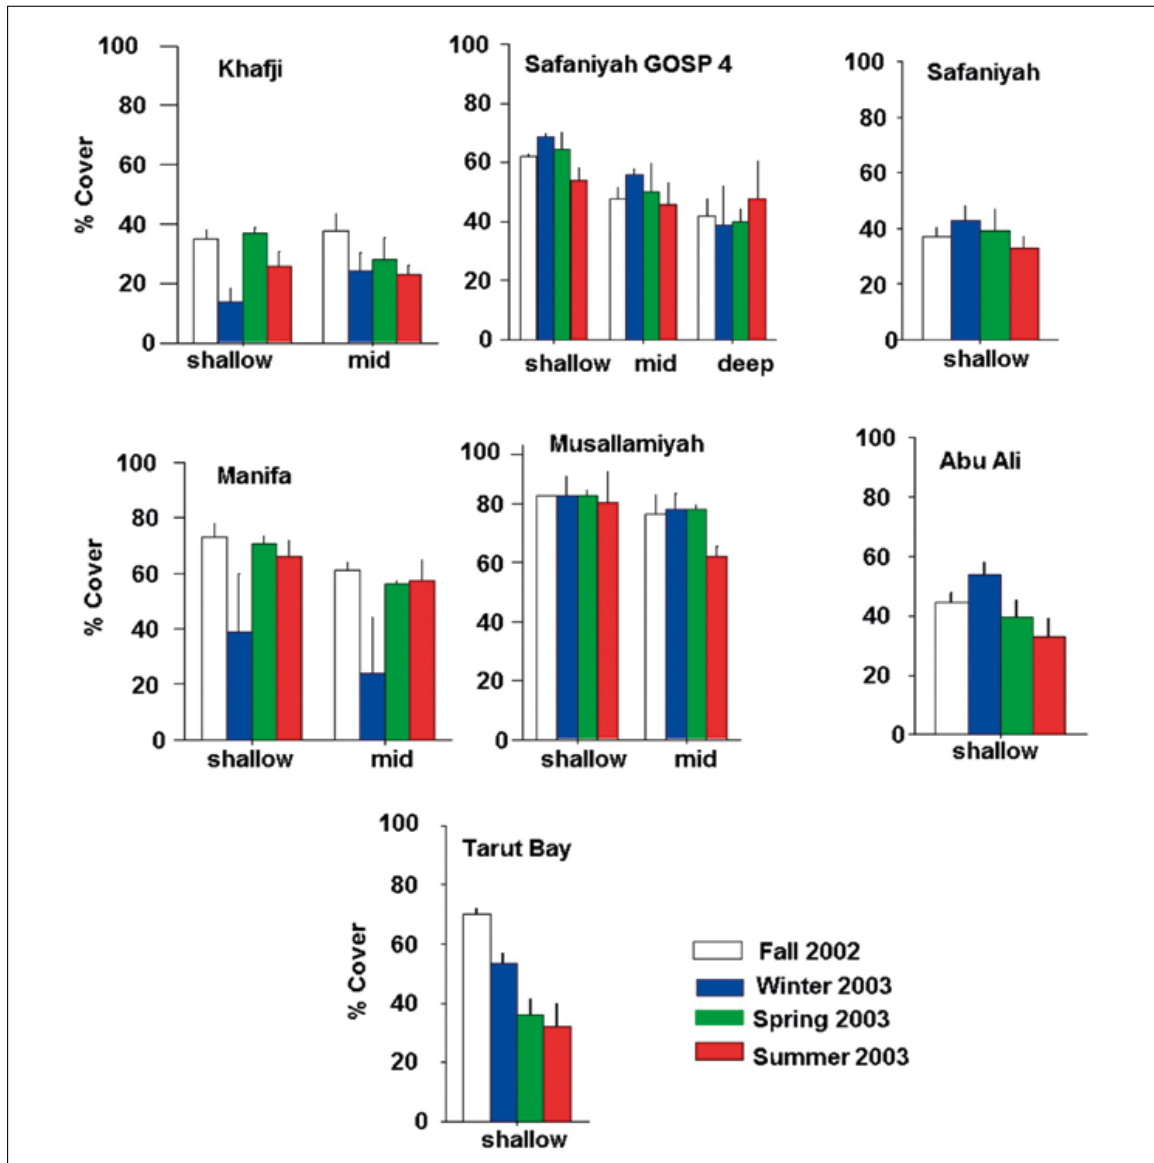 Khafji
100
80
60
40
20
0
% Cover
shallow mid
Safaniyah GOSP 4
100
80
60
40
20
0
shallow mid deep
Safaniyah
100
80
60
40
20
0
shallow
Manifa
100
80
60
40
20
0
% Cover
shallow mid
Musallamiyah
100
80
60
40
20
0
shallow mid
Abu Ali
100
80
60
40
20
0
shallow
Tarut Bay
100
80
60
40
20
0
% Cover
shallow
Fall 2002
Winter 2003
Spring 2003
Summer 2003